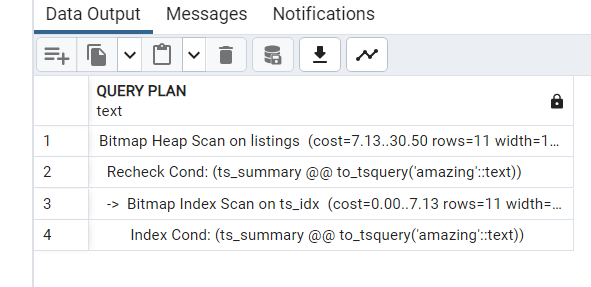 Data Output Messages Notifications
QUERY PLAN
text
1 Bitmap Heap Scan on listings (cost=7.13..30.50 rows=11 width=1...
2 Recheck Cond: (ts_summary @@ to_tsquery('amazing'::text))
3 -> Bitmap Index Scan on ts_idx (cost=0.00..7.13 rows=11 width=...
4 Index Cond: (ts_summary @@ to_tsquery('amazing'::text))